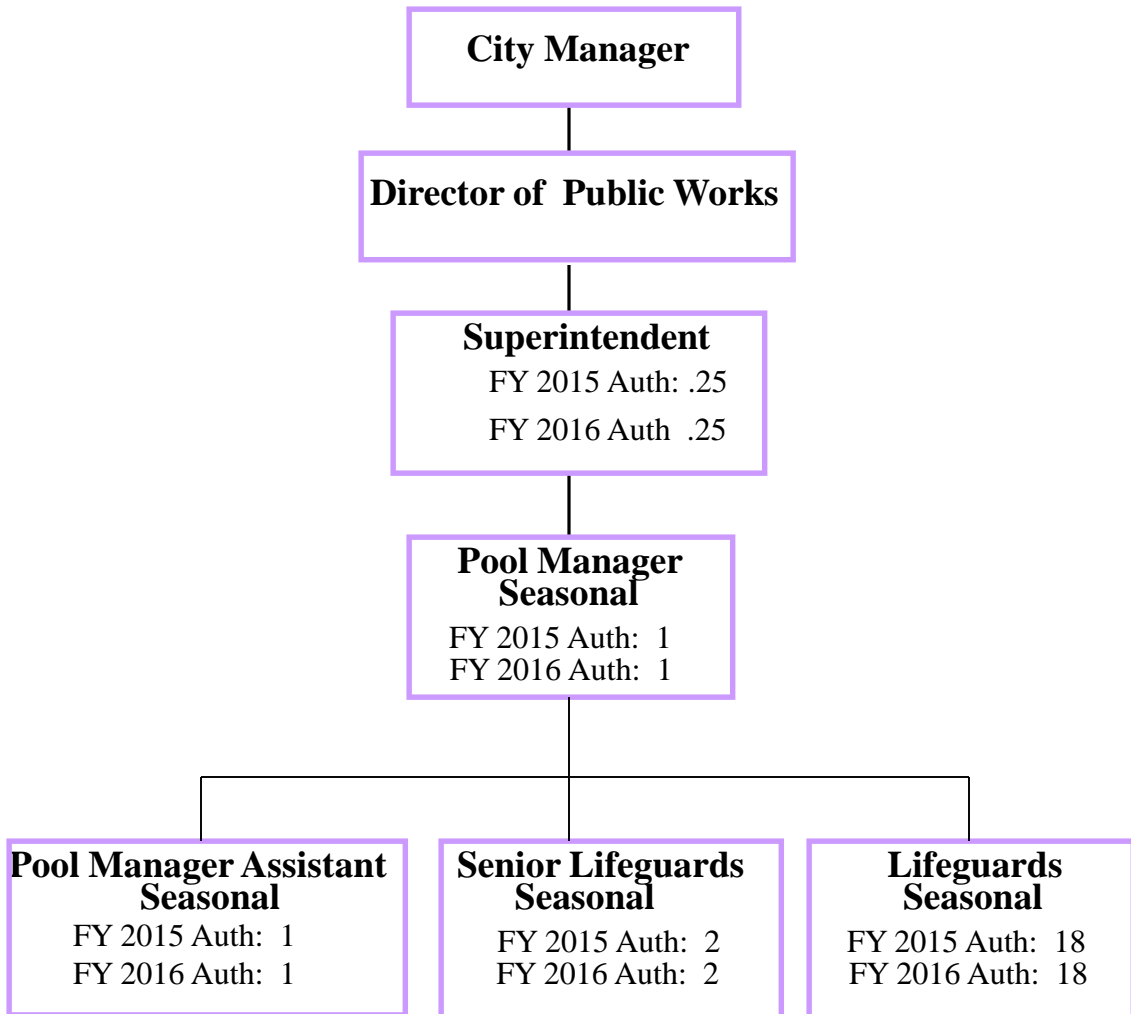 City Manager
Director of Public Works
Superintendent
FY 2015 Auth: .25
FY 2016 Auth .25
Pool Manager
Seasonal
FY 2015 Auth: 1
FY 2016 Auth: 1
Pool Manager Assistant
Seasonal
FY 2015 Auth: 1
FY 2016 Auth: 1
Senior Lifeguards
Seasonal
FY 2015 Auth: 2
FY 2016 Auth: 2
Lifeguards
Seasonal
FY 2015 Auth: 18
FY 2016 Auth: 18